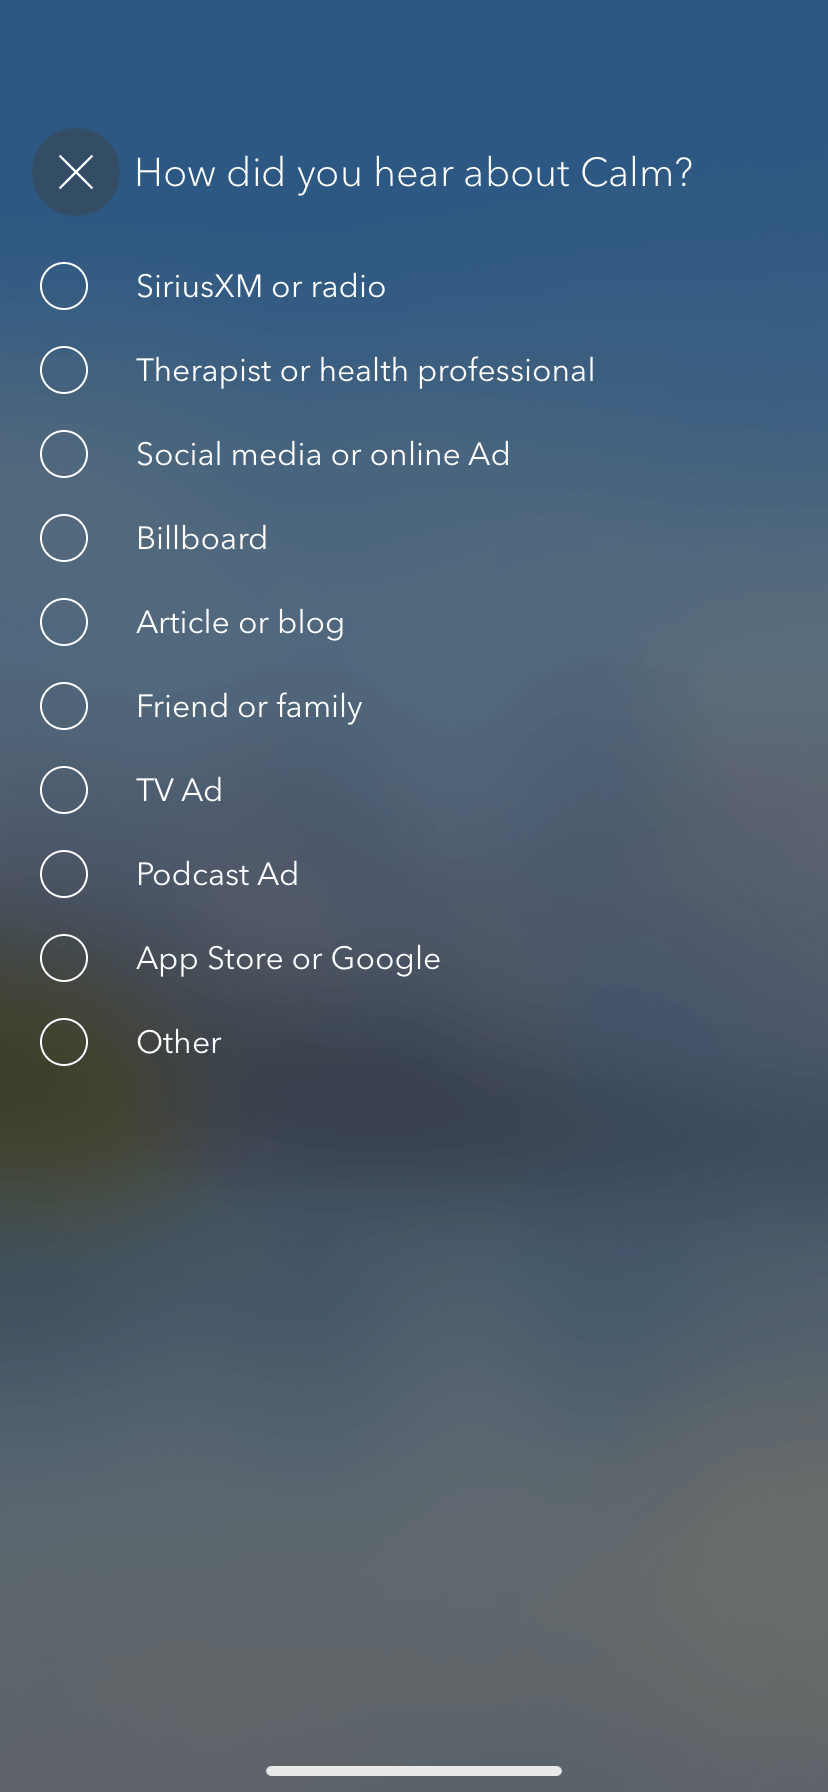 How did you hear about Calm?
SiriusXM or radio
Therapist or health professional
Social media or online Ad
Billboard
Article or blog
Friend or family
TV Ad
Podcast Ad
App Store or Google
Other